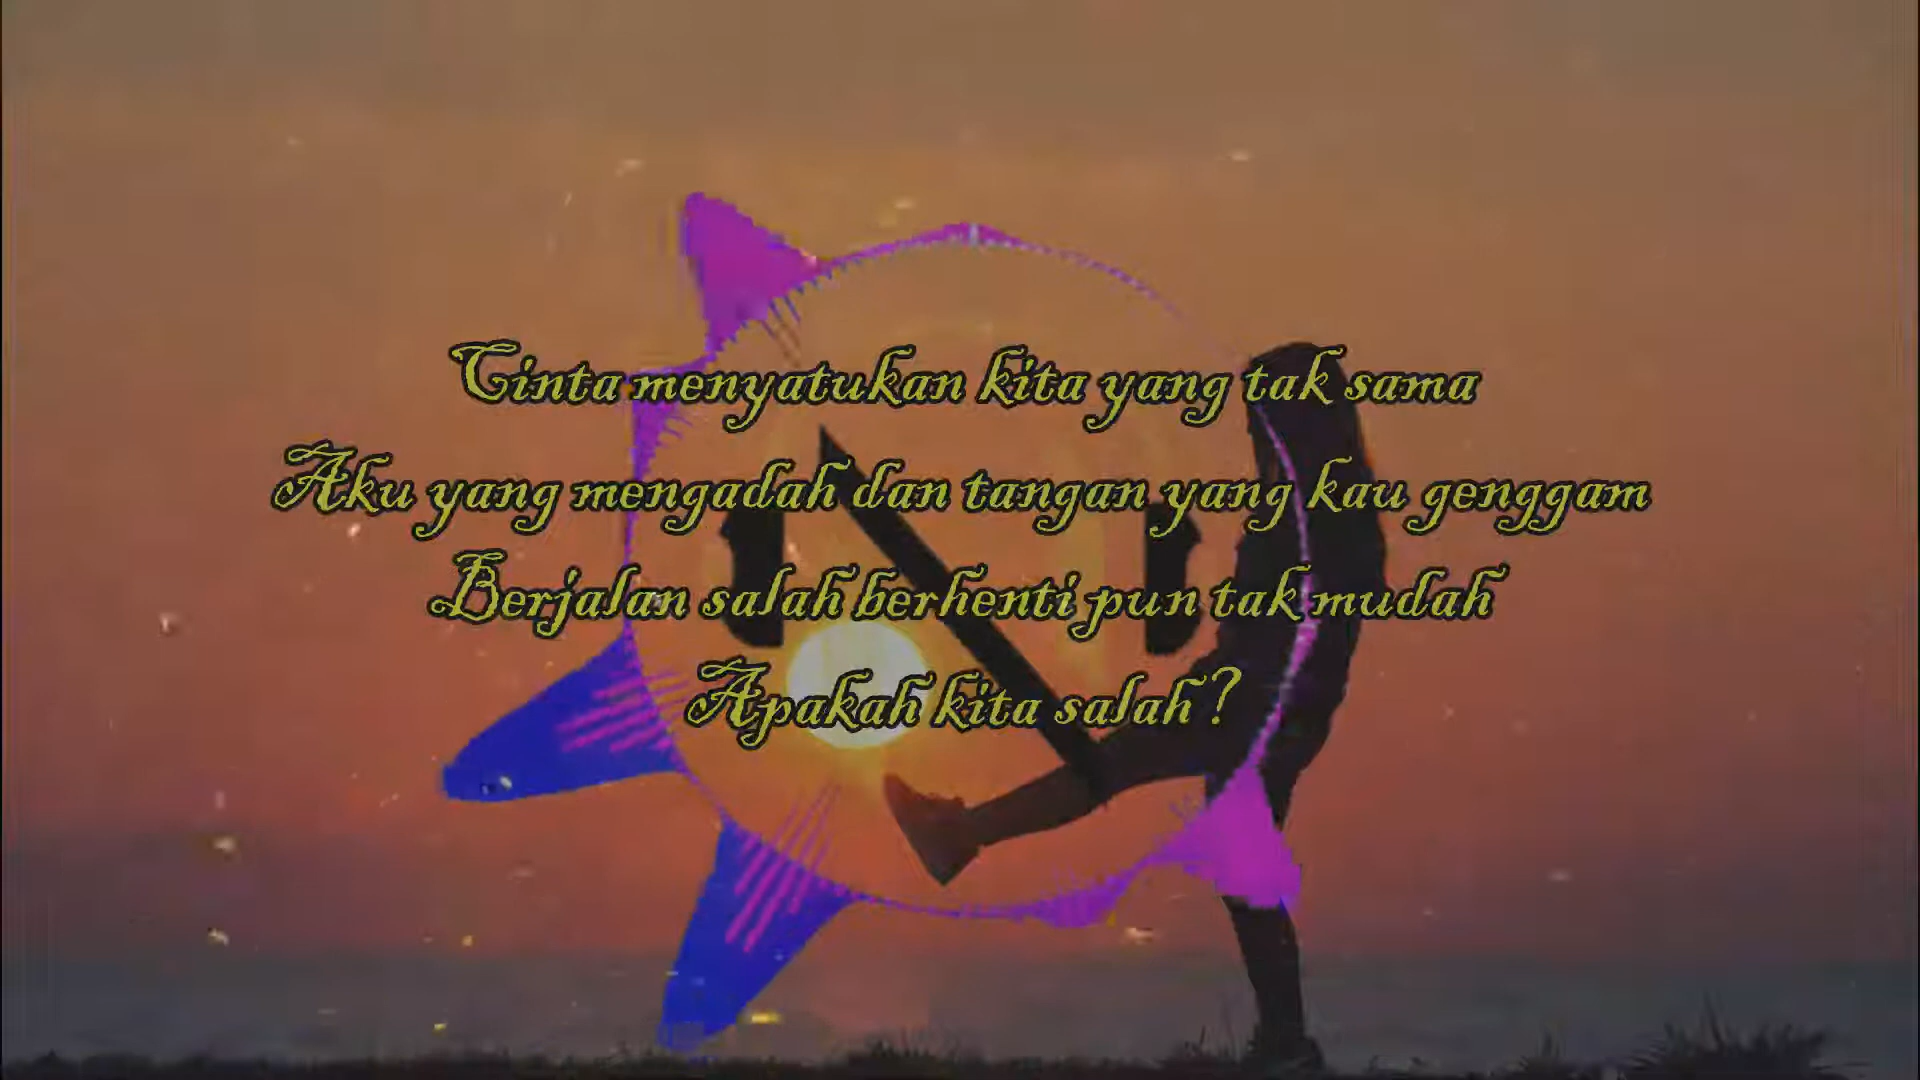 Cinta menyatukan kita yang tak sama
Aku yang mengadah dan tangan yang kau genggam
Berjalan salah berhenti pun tak mudah
Apakah kita salah?